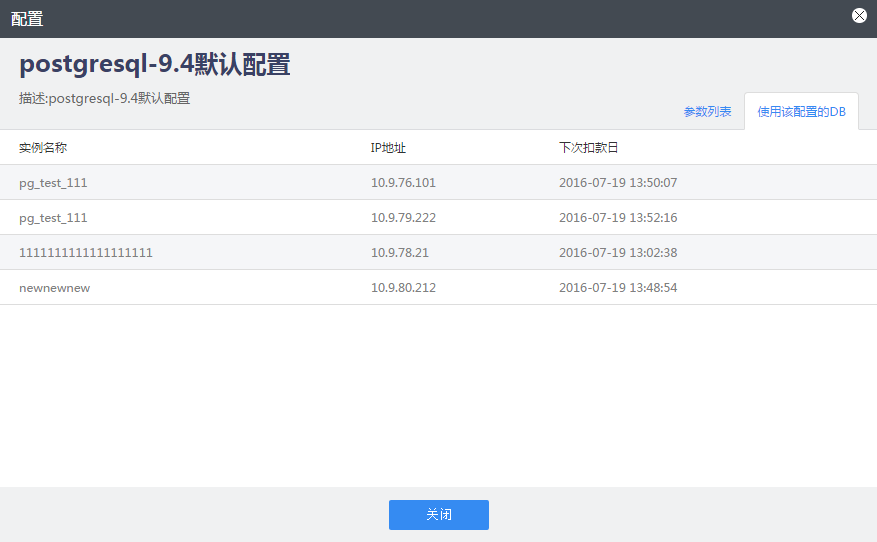 配置
postgresql-9.4默认配置
描述:postgresql-9.4默认配置
参数列表 使用该配置的DB
实例名称 IP地址 下次扣款日
pg_test_111 10.9.76.101 2016-07-19 13:50:07
pg_test_111 10.9.79.222 2016-07-19 13:52:16
1111111111111111111 10.9.78.21 2016-07-19 13:02:38
newnewnew 10.9.80.212 2016-07-19 13:48:54
关闭